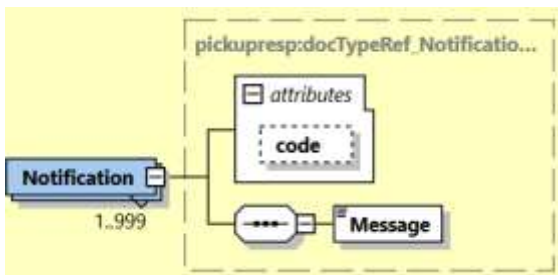 pickupresp:docTypeRef_Notificatio...
attributes
code
Notification
1..999
Message